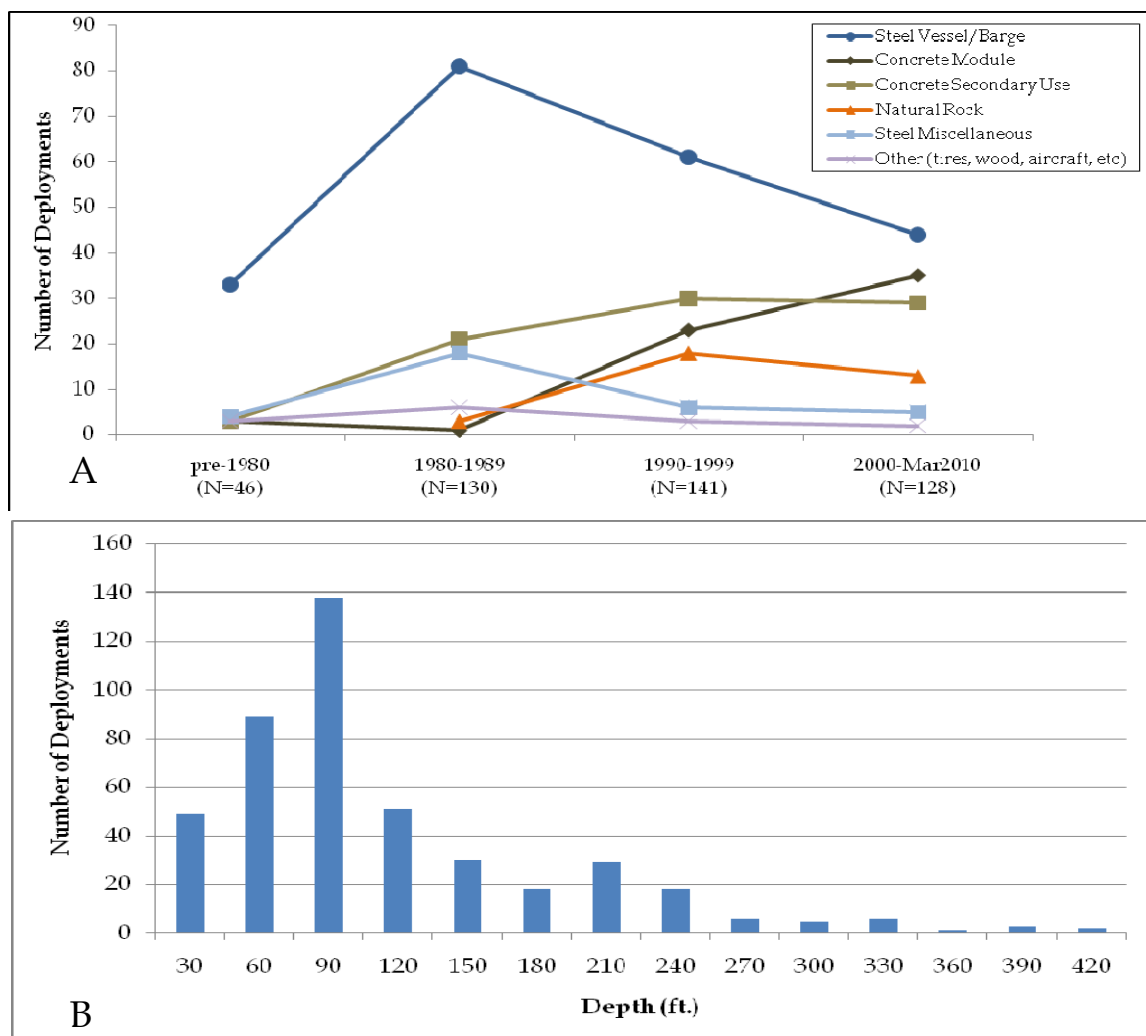 90
80
70
60
50
40
30
20
10
0
Number of Deployments
Steel Vessel/Barge
Concrete Module
Concrete Secondary Use
Natural Rock
Steel Miscellaneous
Other (tires, wood, aircraft, etc)
A
pre-1980 1980-1989 1990-1999 2000-Mar2010
(N=46) (N=130) (N=141) (N=128)
160
140
120
100
80
60
40
20
0
Number of Deployments
30 60 90 120 150 180 210 240 270 300 330 360 390 420
B
Depth (ft.)